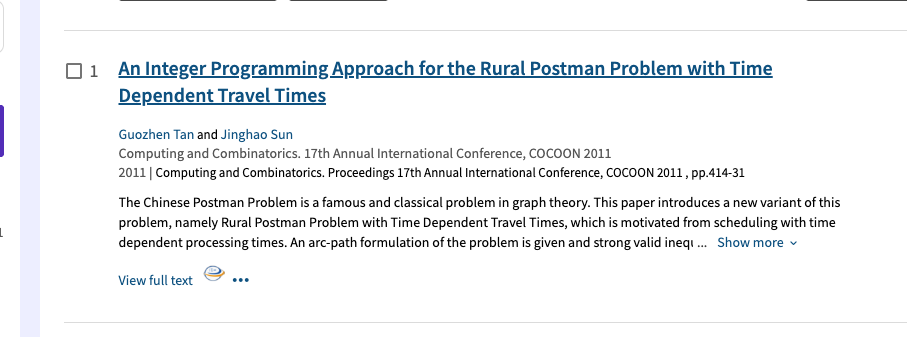 1 An Integer Programming Approach for the Rural Postman Problem with Time
Dependent Travel Times
Guozhen Tan and Jinghao Sun
Computing and Combinatorics. 17th Annual International Conference, COCOON 2011
2011 | Computing and Combinatorics. Proceedings 17th Annual International Conference, COCOON 2011 , pp.414-31
The Chinese Postman Problem is a famous and classical problem in graph theory. This paper introduces a new variant of this
problem, namely Rural Postman Problem with Time Dependent Travel Times, which is motivated from scheduling with time
dependent processing times. An arc-path formulation of the problem is given and strong valid inequ ... Show more
View full text